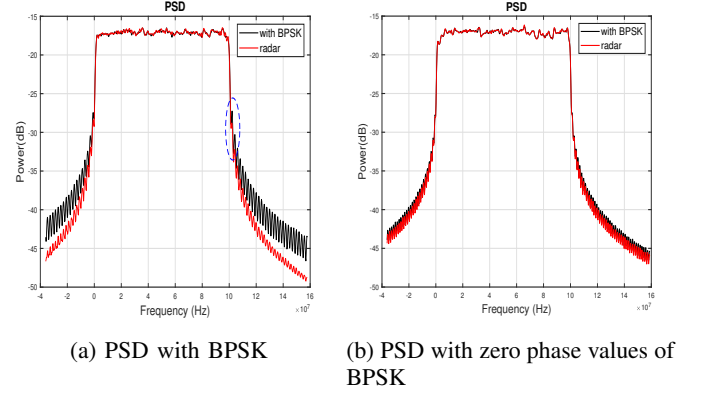 PSD
-15
-20
-25
-30
-35
-40
-45
-50
Power(dB)
with BPSK
radar
-4 -2 0 2 4 6 8 10 12 14 16
Frequency (Hz)
×10⁷
(a) PSD with BPSK
PSD
-15
-20
-25
-30
-35
-40
-45
-50
Power(dB)
with BPSK
radar
-4 -2 0 2 4 6 8 10 12 14 16
Frequency (Hz)
×10⁷
(b) PSD with zero phase values of
BPSK